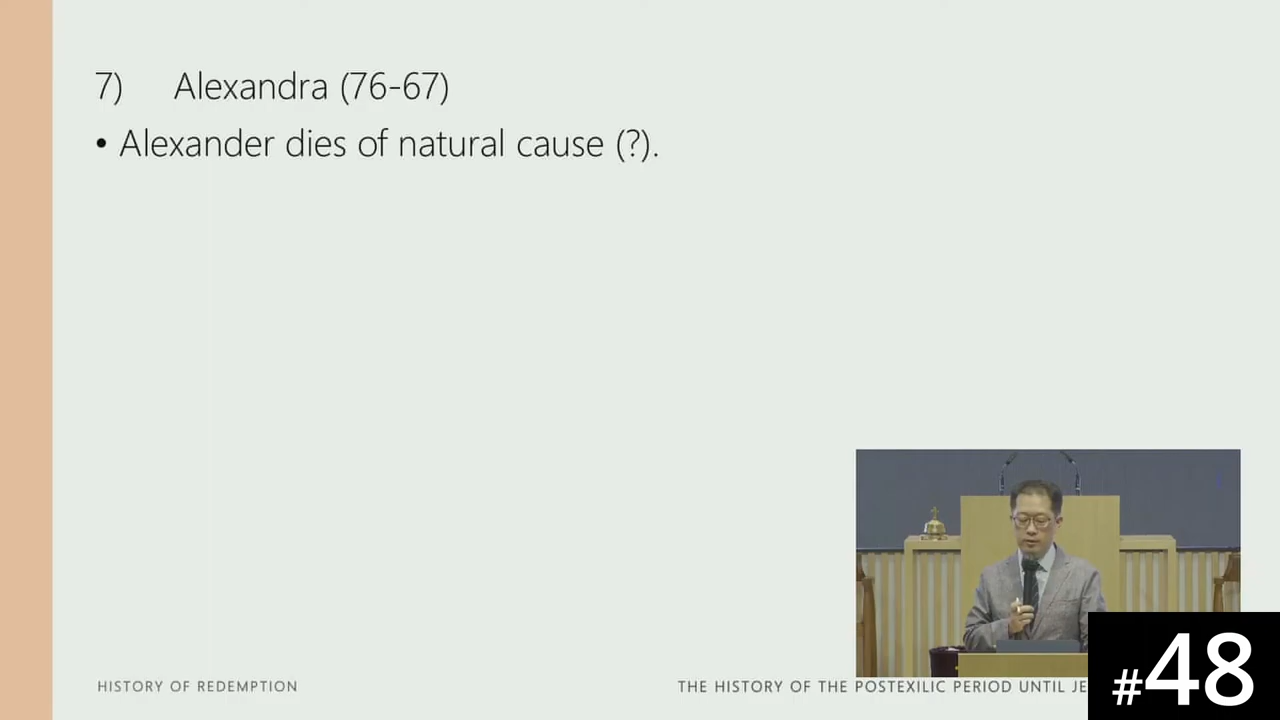 7) Alexandra (76-67)
• Alexander dies of natural cause (?).
HISTORY OF REDEMPTION
THE HISTORY OF THE POSTEXILIC PERIOD UNTIL JE
#48